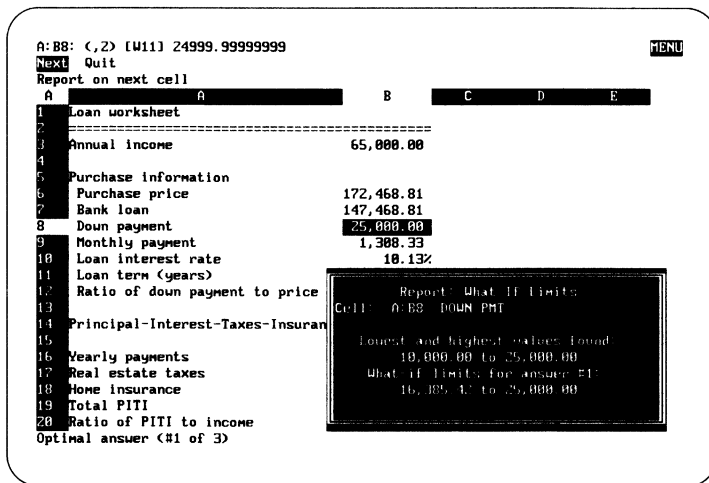 A:B8: (,2) [W11] 24999.99999999 MENU
Next Quit
Report on next cell
A A B C D E
1 Loan worksheet
2 ==============================================
3 Annual income 65,000.00
4
5 Purchase information
6 Purchase price 172,468.81
7 Bank loan 147,468.81
8 Down payment 25,000.00
9 Monthly payment 1,308.33
10 Loan interest rate 10.13%
11 Loan term (years)
12 Ratio of down payment to price
13
14 Principal-Interest-Taxes-Insuran
15
16 Yearly payments
17 Real estate taxes
18 Home insurance
19 Total PITI
20 Ratio of PITI to income
Report: What If Limits
Cell: A:B8 DOWN PMT
Lowest and highest values found
10,000.00 to 25,000.00
What-if limits for answer #1:
16,385.42 to 25,000.00
Optimal answer (#1 of 3)